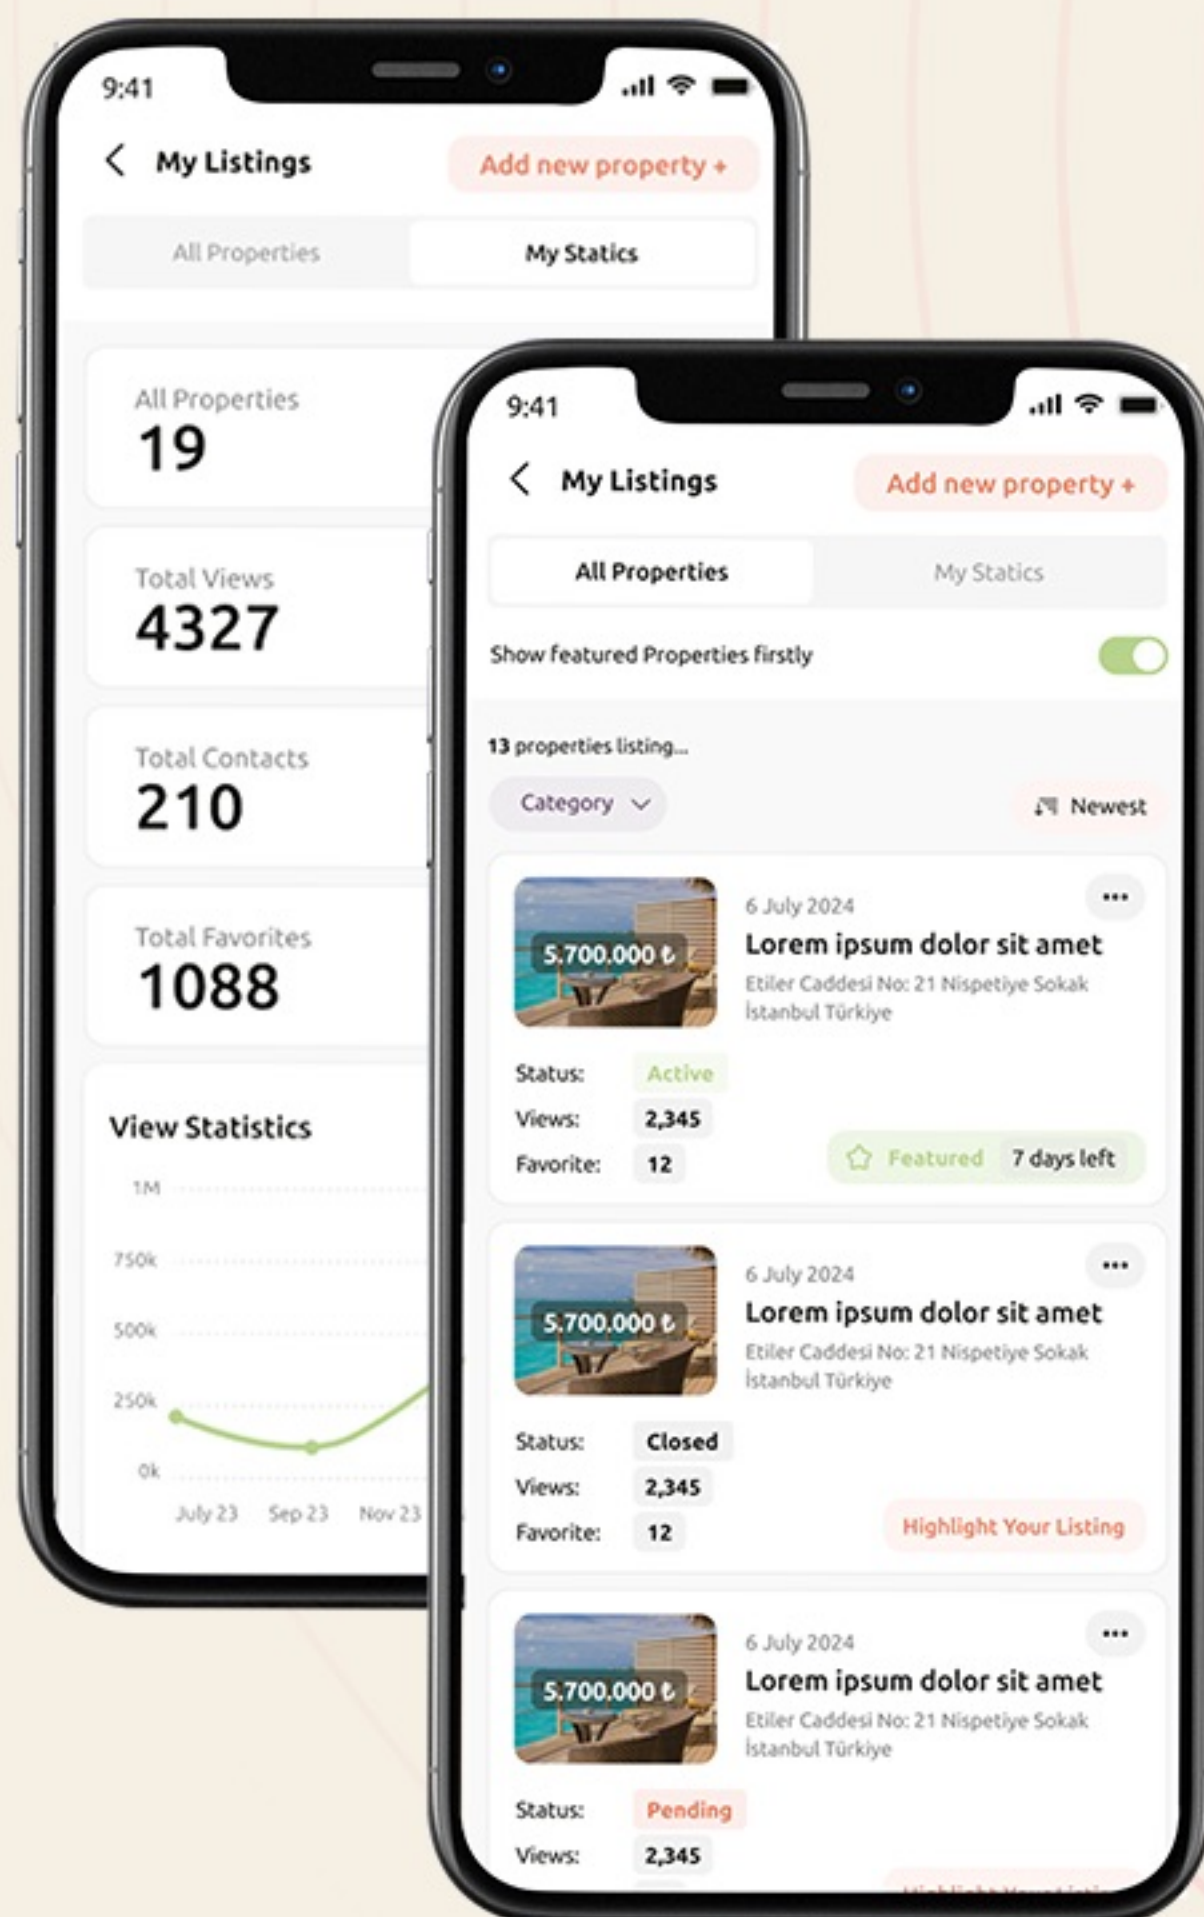 9:41
My Listings
Add new property +
All Properties
My Statics
All Properties
19
Total Views
4327
Total Contacts
210
Total Favorites
1088
View Statistics
1M
750k
500k
250k
0k
July 23
Sep 23
Nov 23
9:41
My Listings
Add new property +
All Properties
My Statics
Show featured Properties firstly
13 properties listing...
Category
Newest
5.700.000 ₺
6 July 2024
Lorem ipsum dolor sit amet
Etiler Caddesi No: 21 Nispetiye Sokak
İstanbul Türkiye
Status: Active
Views: 2,345
Favorite: 12
Featured 7 days left
5.700.000 ₺
6 July 2024
Lorem ipsum dolor sit amet
Etiler Caddesi No: 21 Nispetiye Sokak
İstanbul Türkiye
Status: Closed
Views: 2,345
Favorite: 12
Highlight Your Listing
5.700.000 ₺
6 July 2024
Lorem ipsum dolor sit amet
Etiler Caddesi No: 21 Nispetiye Sokak
İstanbul Türkiye
Status: Pending
Views: 2,345